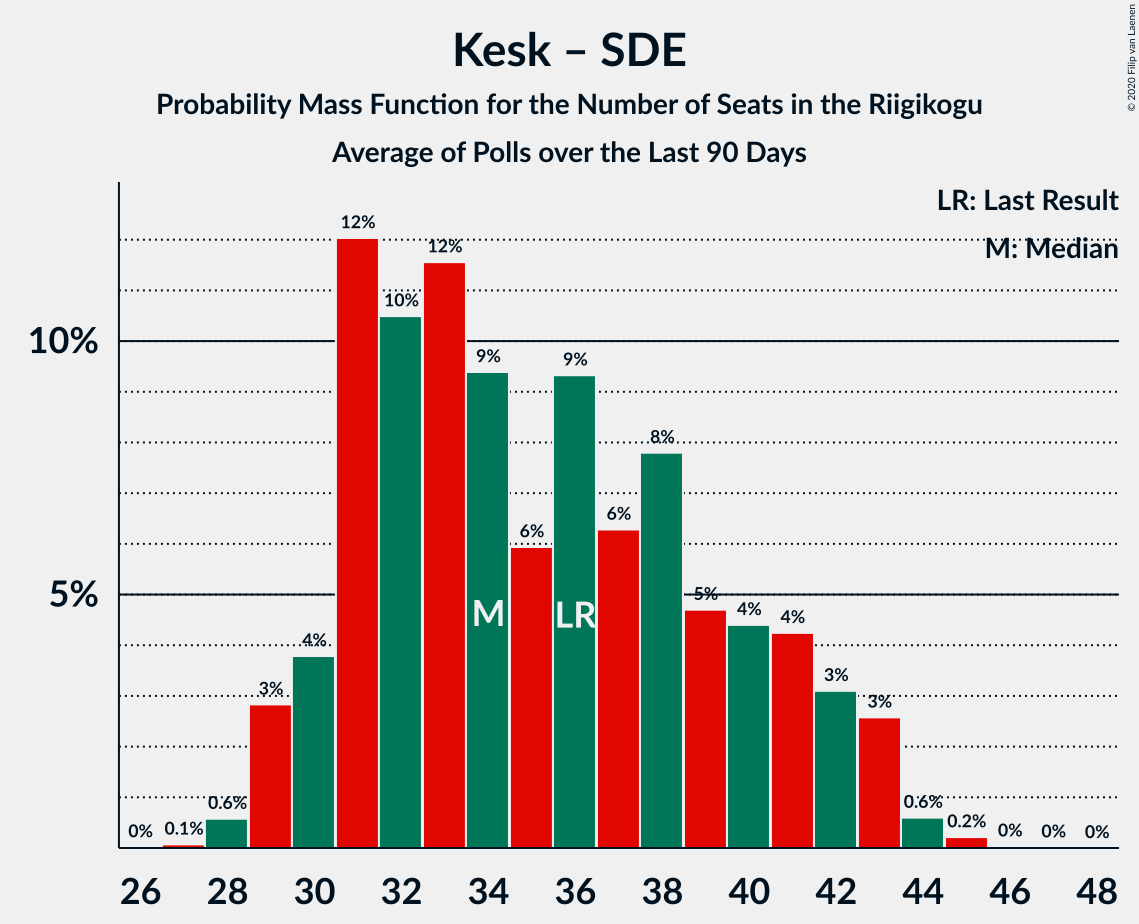 Kesk – SDE
Probability Mass Function for the Number of Seats in the Riigikogu
Average of Polls over the Last 90 Days
© 2020 Filip van Laenen
LR: Last Result
M: Median
10%
5%
0%
0.1%
0.6%
3%
4%
12%
10%
12%
9%
6%
9%
6%
8%
5%
4%
4%
3%
3%
0.6%
0.2%
0%
0%
0%
M
LR
26 28 30 32 34 36 38 40 42 44 46 48